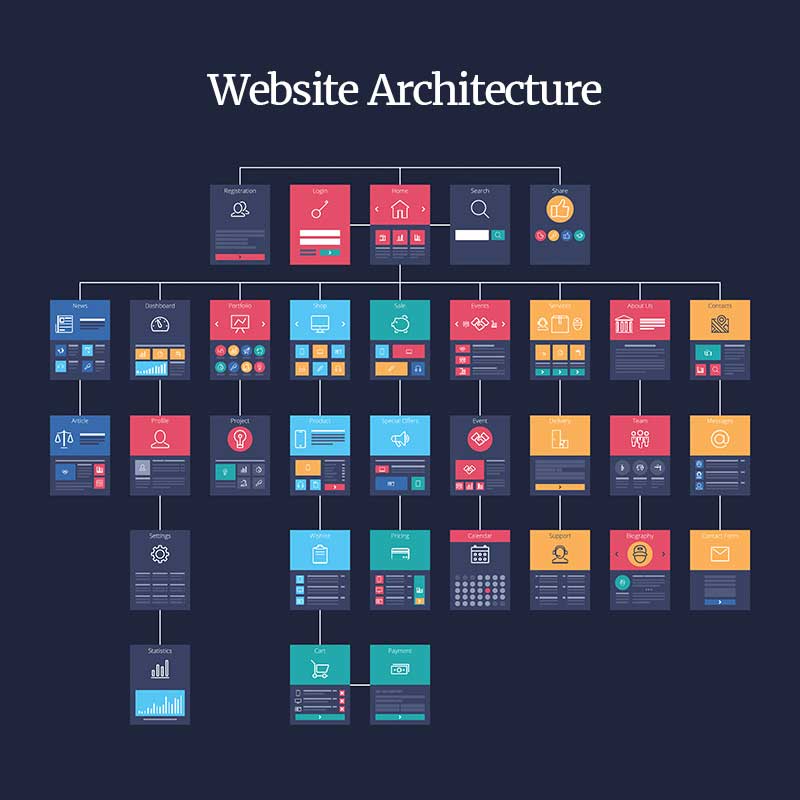 Website Architecture
Registration
Login
Home
Search
Share
News
Dashboard
Portfolio
Shop
Sale
Events
Services
About Us
Contacts
Article
Profile
Project
Product
Special Offers
Event
Delivery
Team
Messages
Settings
Wishlist
Pricing
Calendar
Support
Biography
Contact Form
Statistics
Cart
Payment